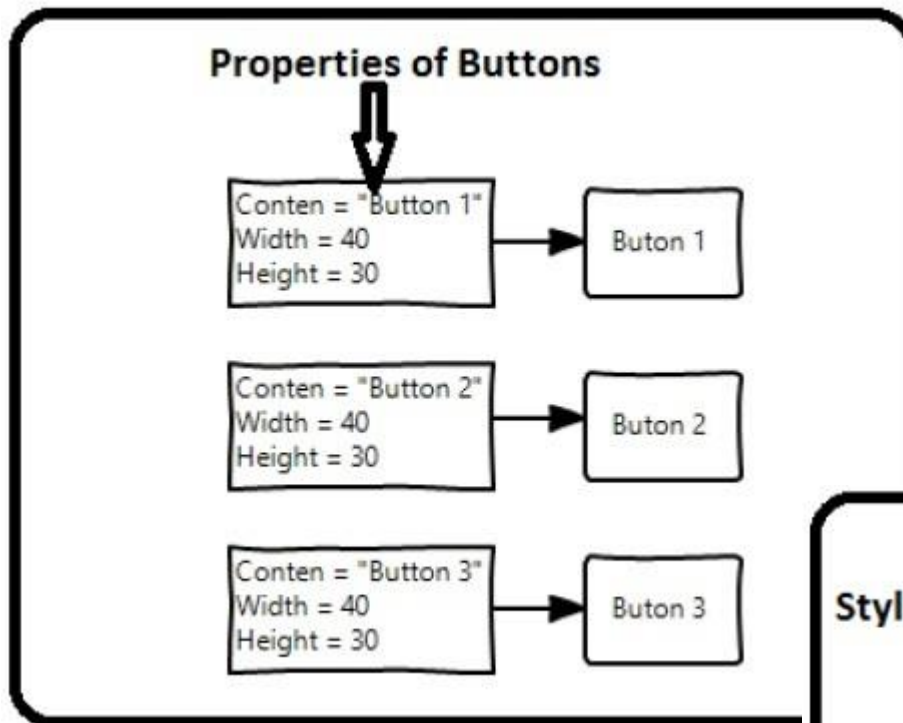 Properties of Buttons
Conten = "Button 1"
Width = 40
Height = 30
Buton 1
Conten = "Button 2"
Width = 40
Height = 30
Buton 2
Conten = "Button 3"
Width = 40
Height = 30
Buton 3